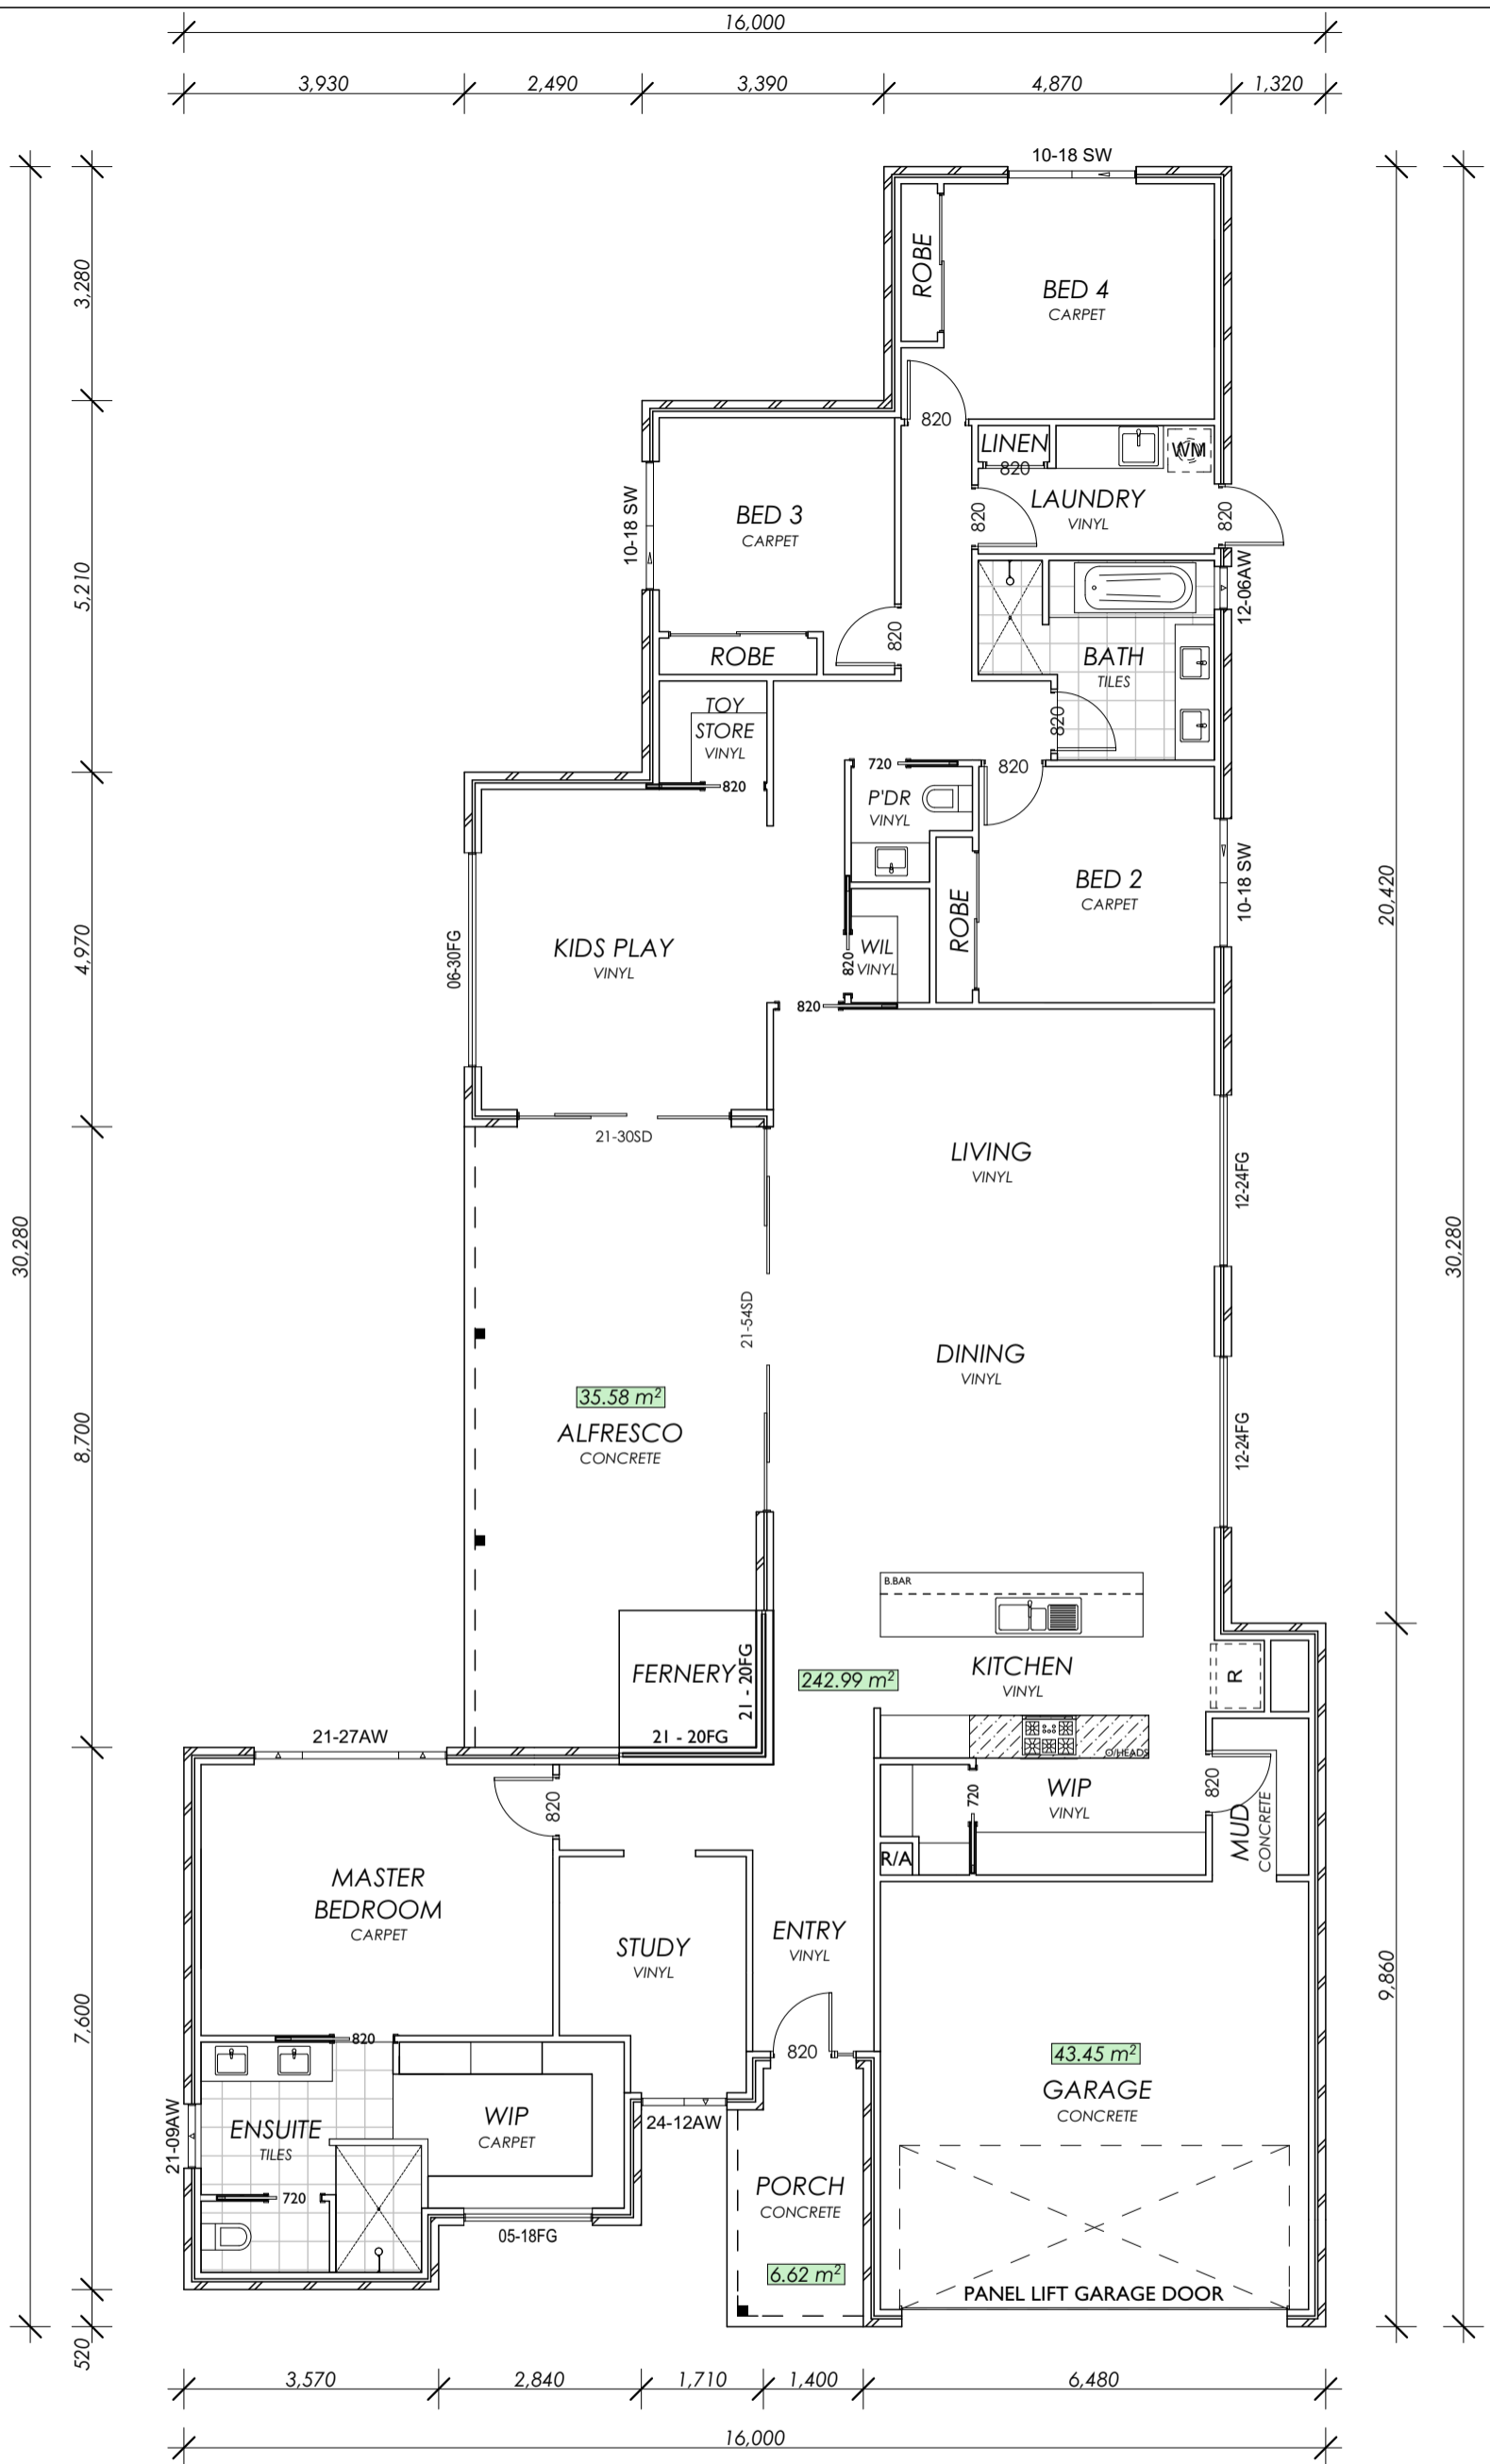 16,000
3,930
2,490
3,390
4,870
1,320
10-18 SW
ROBE
BED 4
CARPET
3,280
820
LINEN
820
WM
LAUNDRY
VINYL
820
820
BED 3
CARPET
10-18 SW
5,210
12-06AW
820
ROBE
BATH
TILES
TOY
STORE
VINYL
820
820
720
820
P'DR
VINYL
BED 2
CARPET
10-18 SW
20,420
ROBE
KIDS PLAY
VINYL
06-30FG
4,970
WIL
VINYL
820
820
21-30SD
LIVING
VINYL
12-24FG
30,280
30,280
21-54SD
DINING
VINYL
35.58 m²
ALFRESCO
CONCRETE
12-24FG
8,700
B.BAR
FERNERY
21 - 20FG
21 - 20FG
242.99 m²
KITCHEN
VINYL
R
O/HEADS
21-27AW
820
720
WIP
VINYL
820
MUD
CONCRETE
R/A
MASTER
BEDROOM
CARPET
STUDY
VINYL
ENTRY
VINYL
9,860
7,600
820
820
43.45 m²
GARAGE
CONCRETE
21-09AW
ENSUITE
TILES
WIP
CARPET
24-12AW
720
PORCH
CONCRETE
05-18FG
6.62 m²
PANEL LIFT GARAGE DOOR
520
3,570
2,840
1,710
1,400
6,480
16,000